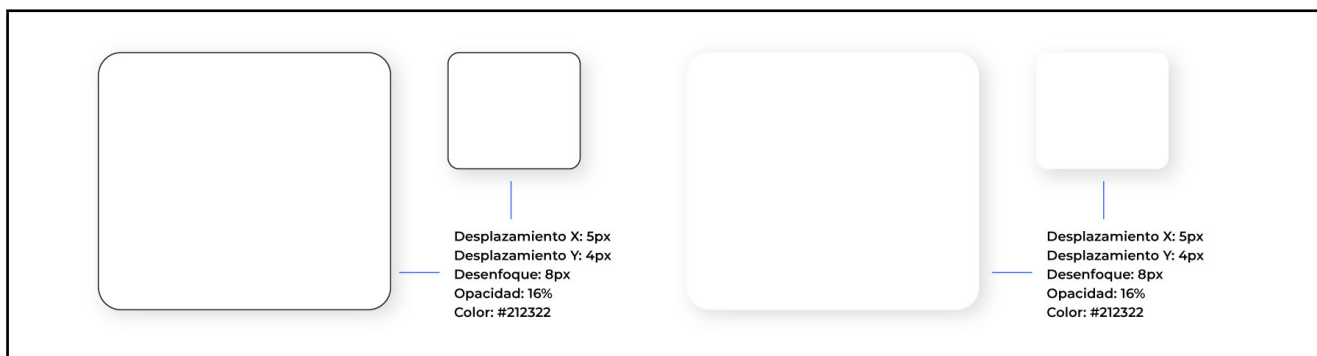 Desplazamiento X: 5px
Desplazamiento Y: 4px
Desenfoque: 8px
Opacidad: 16%
Color: #212322
Desplazamiento X: 5px
Desplazamiento Y: 4px
Desenfoque: 8px
Opacidad: 16%
Color: #212322